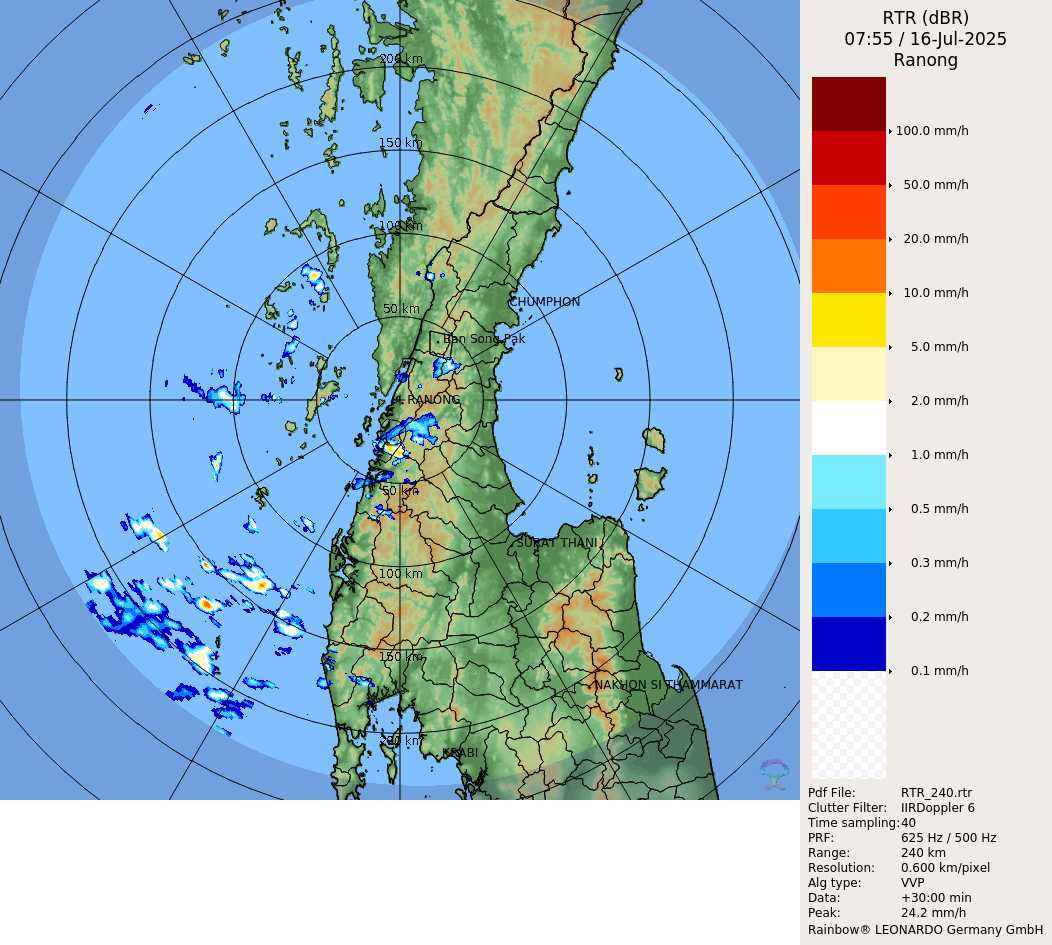 200 km
150 km
100 km
50 km
CHUMPHON
Ban Song Pak
RANONG
50 km
SURAT THANI
100 km
150 km
NAKHON SI THAMMARAT
200 km
KRABI
RTR (dBR)
07:55 / 16-Jul-2025
Ranong
100.0 mm/h
50.0 mm/h
20.0 mm/h
10.0 mm/h
5.0 mm/h
2.0 mm/h
1.0 mm/h
0.5 mm/h
0.3 mm/h
0.2 mm/h
0.1 mm/h
Pdf File: RTR_240.rtr
Clutter Filter: IIRDoppler 6
Time sampling: 40
PRF: 625 Hz / 500 Hz
Range: 240 km
Resolution: 0.600 km/pixel
Alg type: VVP
Data: +30:00 min
Peak: 24.2 mm/h
Rainbow® LEONARDO Germany GmbH